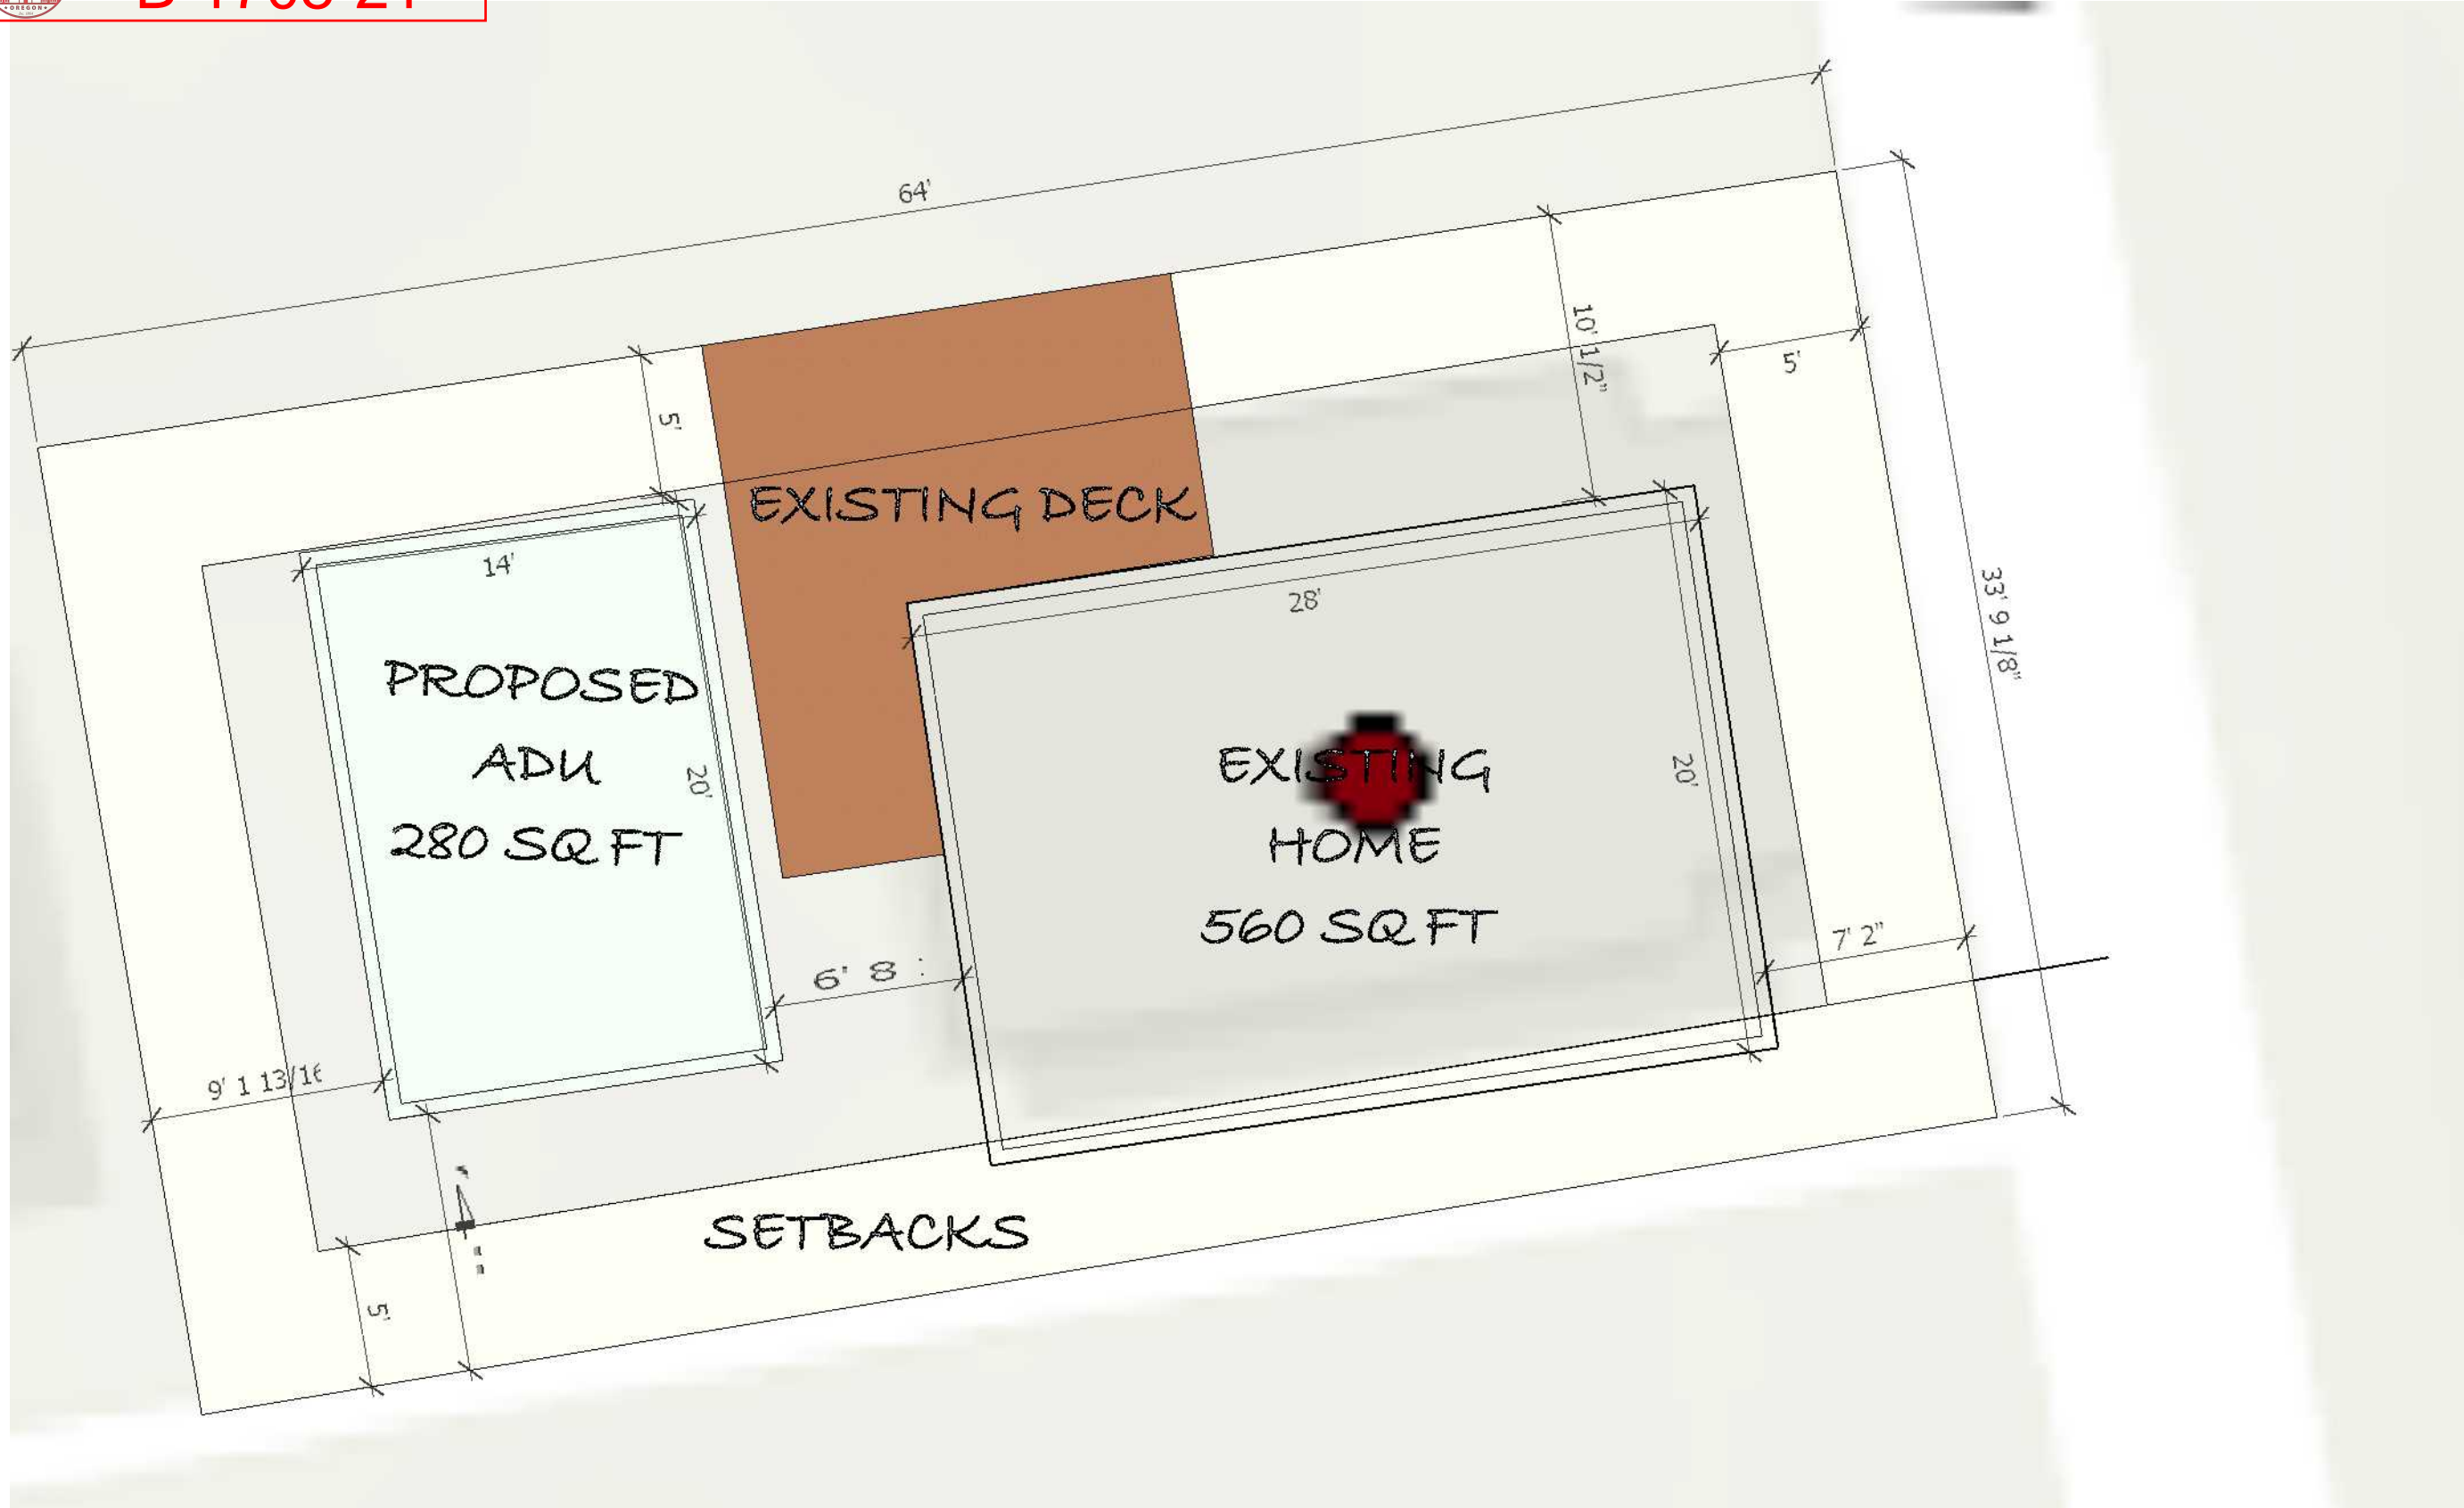 OREGON
64'
10' 1/2"
5'
5'
33' 9 1/8"
EXISTING DECK
14'
28'
PROPOSED
ADU
280 SQ FT
20'
EXISTING
HOME
560 SQ FT
20'
7' 2"
6' 8
9' 1 13/16
SETBACKS
5'